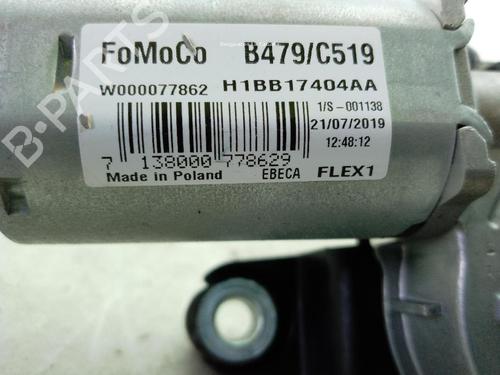 FoMoCo B479/C519
W000077862 H1BB17404AA
1/S-001138
21/07/2019
12:48:12
7 138000 778629
Made in Poland EBECA FLEX1
B-PARTS